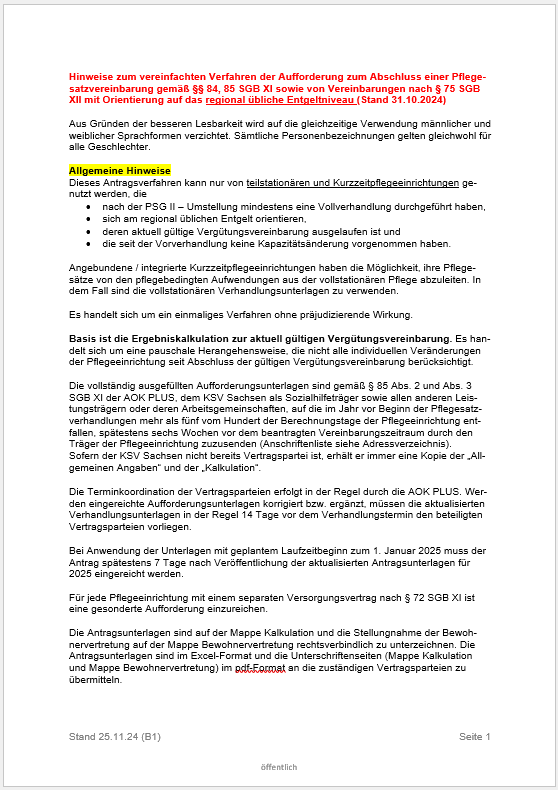 Hinweise zum vereinfachten Verfahren der Aufforderung zum Abschluss einer Pflege-
satzvereinbarung gemäß §§ 84, 85 SGB XI sowie von Vereinbarungen nach § 75 SGB
XII mit Orientierung auf das regional übliche Entgeltniveau (Stand 31.10.2024)
Aus Gründen der besseren Lesbarkeit wird auf die gleichzeitige Verwendung männlicher und
weiblicher Sprachformen verzichtet. Sämtliche Personenbezeichnungen gelten gleichwohl für
alle Geschlechter.
Allgemeine Hinweise
Dieses Antragsverfahren kann nur von teilstationären und Kurzzeitpflegeeinrichtungen ge-
nutzt werden, die
• nach der PSG II – Umstellung mindestens eine Vollverhandlung durchgeführt haben,
• sich am regional üblichen Entgelt orientieren,
• deren aktuell gültige Vergütungsvereinbarung ausgelaufen ist und
• die seit der Vorverhandlung keine Kapazitätsänderung vorgenommen haben.
Angebundene / integrierte Kurzzeitpflegeeinrichtungen haben die Möglichkeit, ihre Pflege-
sätze von den pflegebedingten Aufwendungen aus der vollstationären Pflege abzuleiten. In
dem Fall sind die vollstationären Verhandlungsunterlagen zu verwenden.
Es handelt sich um ein einmaliges Verfahren ohne präjudizierende Wirkung.
Basis ist die Ergebniskalkulation zur aktuell gültigen Vergütungsvereinbarung. Es han-
delt sich um eine pauschale Herangehensweise, die nicht alle individuellen Veränderungen
der Pflegeeinrichtung seit Abschluss der gültigen Vergütungsvereinbarung berücksichtigt.
Die vollständig ausgefüllten Aufforderungsunterlagen sind gemäß § 85 Abs. 2 und Abs. 3
SGB XI der AOK PLUS, dem KSV Sachsen als Sozialhilfeträger sowie allen anderen Leis-
tungsträgern oder deren Arbeitsgemeinschaften, auf die im Jahr vor Beginn der Pflegesatz-
verhandlungen mehr als fünf vom Hundert der Berechnungstage der Pflegeeinrichtung ent-
fallen, spätestens sechs Wochen vor dem beantragten Vereinbarungszeitraum durch den
Träger der Pflegeeinrichtung zuzusenden (Anschriftenliste siehe Adressverzeichnis).
Sofern der KSV Sachsen nicht bereits Vertragspartei ist, erhält er immer eine Kopie der „All-
gemeinen Angaben“ und der „Kalkulation“.
Die Terminkoordination der Vertragsparteien erfolgt in der Regel durch die AOK PLUS. Wer-
den eingereichte Aufforderungsunterlagen korrigiert bzw. ergänzt, müssen die aktualisierten
Verhandlungsunterlagen in der Regel 14 Tage vor dem Verhandlungstermin den beteiligten
Vertragsparteien vorliegen.
Bei Anwendung der Unterlagen mit geplantem Laufzeitbeginn zum 1. Januar 2025 muss der
Antrag spätestens 7 Tage nach Veröffentlichung der aktualisierten Antragsunterlagen für
2025 eingereicht werden.
Für jede Pflegeeinrichtung mit einem separaten Versorgungsvertrag nach § 72 SGB XI ist
eine gesonderte Aufforderung einzureichen.
Die Antragsunterlagen sind auf der Mappe Kalkulation und die Stellungnahme der Bewoh-
nervertretung auf der Mappe Bewohnervertretung rechtsverbindlich zu unterzeichnen. Die
Antragsunterlagen sind im Excel-Format und die Unterschriftenseiten (Mappe Kalkulation
und Mappe Bewohnervertretung) im pdf-Format an die zuständigen Vertragsparteien zu
übermitteln.
Stand 25.11.24 (B1) Seite 1
öffentlich